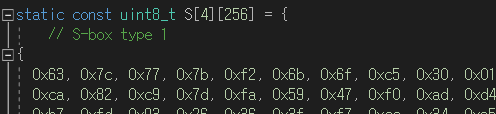 static const uint8_t S[4][256] = {
// S-box type 1
{
0x63, 0x7c, 0x77, 0x7b, 0xf2, 0x6b, 0x6f, 0xc5, 0x30, 0x01
0xca, 0x82, 0xc9, 0x7d, 0xfa, 0x59, 0x47, 0xf0, 0xad, 0xd4